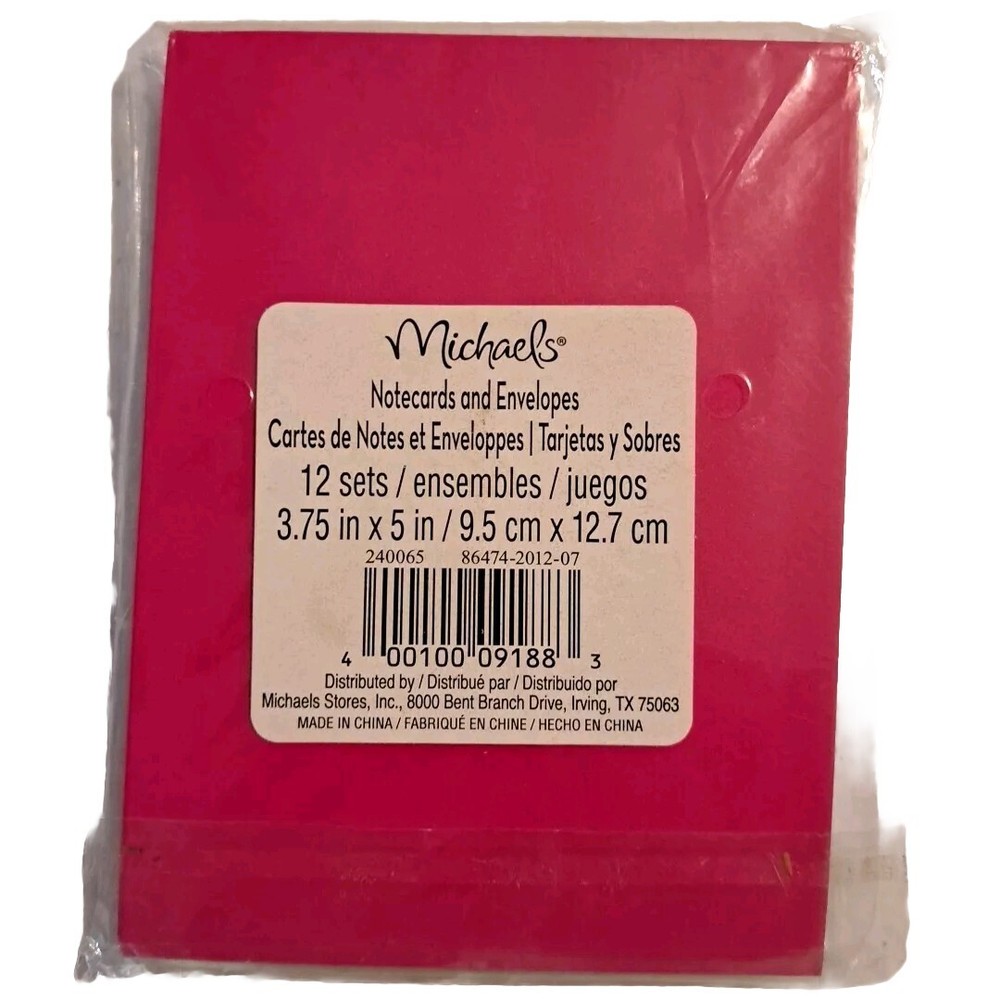 Michaels®
Notecards and Envelopes
Cartes de Notes et Enveloppes | Tarjetas y Sobres
12 sets / ensembles / juegos
3.75 in x 5 in / 9.5 cm x 12.7 cm
240065 86474-2012-07
4 00100 09188 3
Distributed by / Distribué par / Distribuido por
Michaels Stores, Inc., 8000 Bent Branch Drive, Irving, TX 75063
MADE IN CHINA / FABRIQUÉ EN CHINE / HECHO EN CHINA